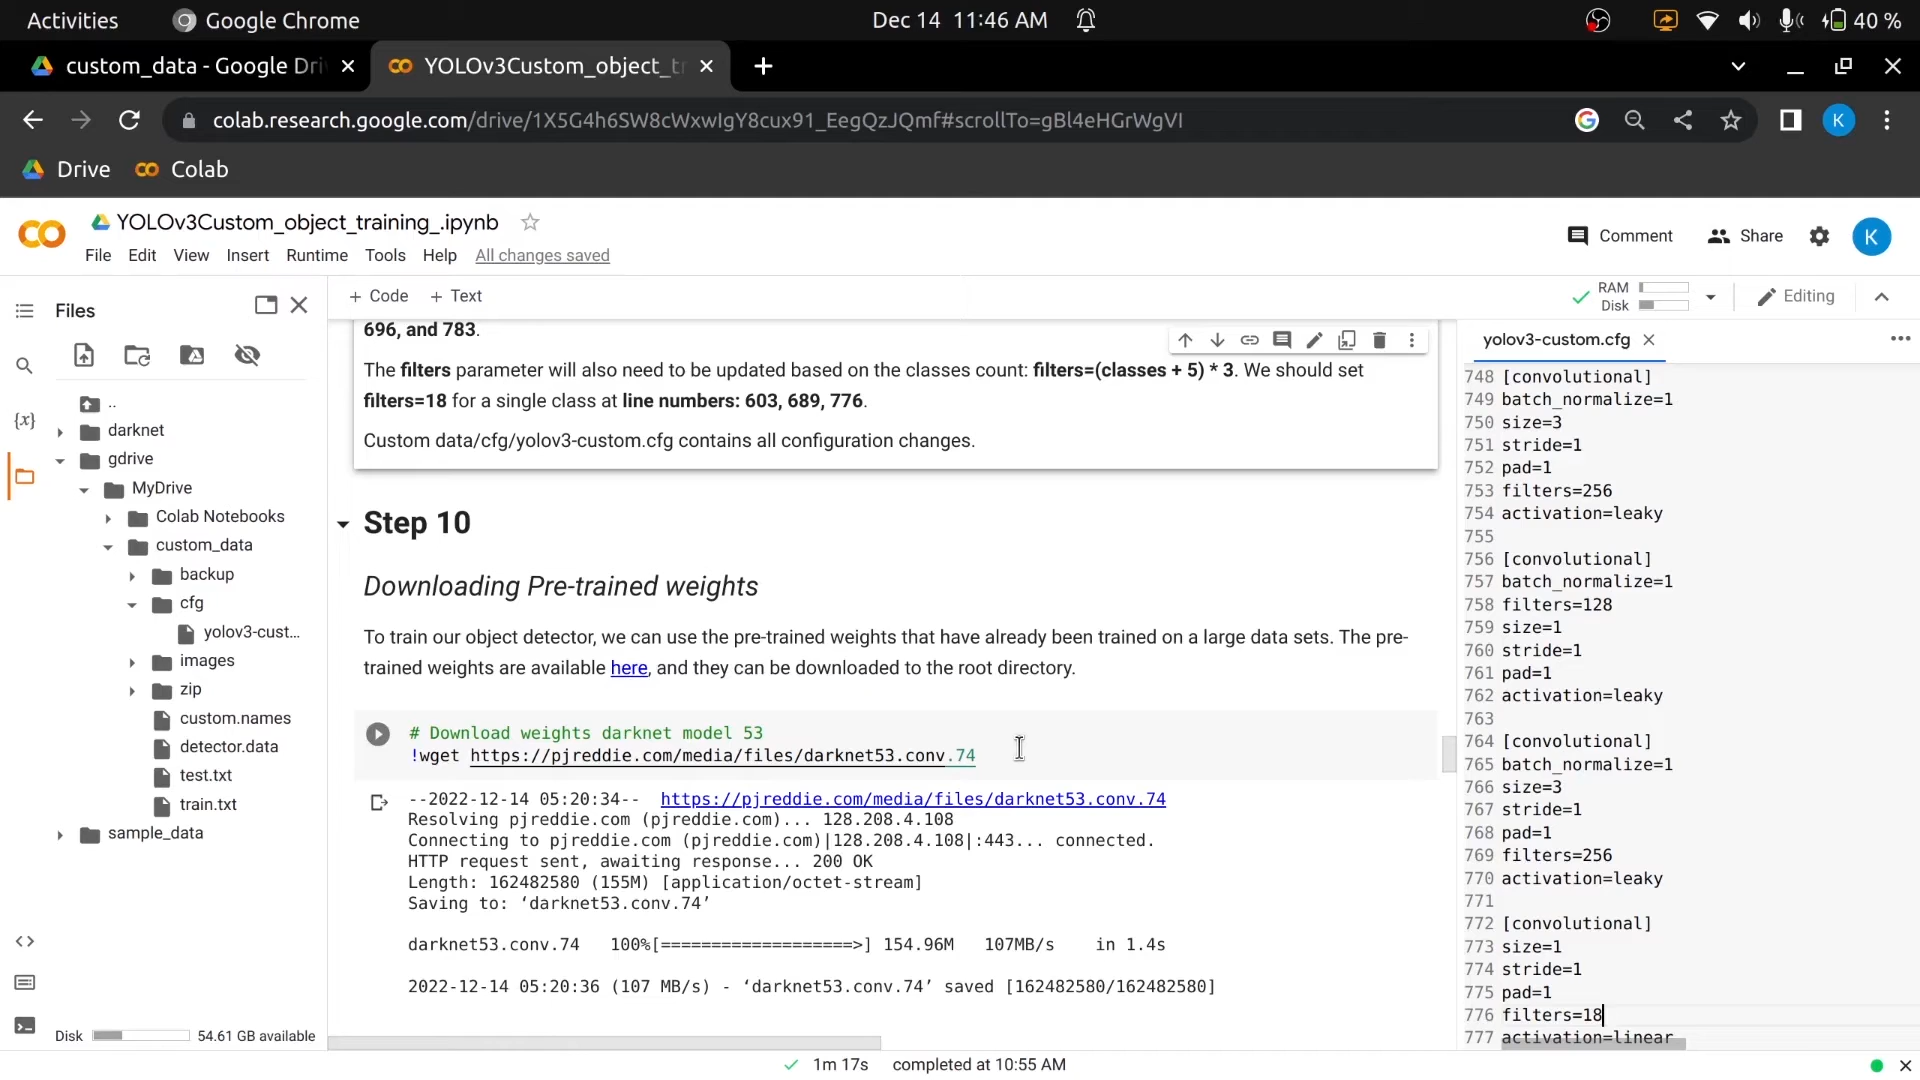 Activities
Google Chrome
Dec 14 11:46 AM
40 %
custom_data - Google Dri
YOLOv3Custom_object_tr
colab.research.google.com/drive/1X5G4h6SW8cWxwIgY8cux91_EegQzJQmf#scrollTo=gBl4eHGrWgVI
K
Drive
Colab
YOLOv3Custom_object_training_.ipynb
File Edit View Insert Runtime Tools Help All changes saved
Comment
Share
K
Files
+ Code + Text
RAM
Disk
Editing
{x}
..
darknet
gdrive
MyDrive
Colab Notebooks
custom_data
backup
cfg
yolov3-cust...
images
zip
custom.names
detector.data
test.txt
train.txt
sample_data
Disk
54.61 GB available
696, and 783.
The filters parameter will also need to be updated based on the classes count: filters=(classes + 5) * 3. We should set
filters=18 for a single class at line numbers: 603, 689, 776.
Custom data/cfg/yolov3-custom.cfg contains all configuration changes.
Step 10
Downloading Pre-trained weights
To train our object detector, we can use the pre-trained weights that have already been trained on a large data sets. The pre-
trained weights are available here, and they can be downloaded to the root directory.
# Download weights darknet model 53
!wget https://pjreddie.com/media/files/darknet53.conv.74
--2022-12-14 05:20:34-- https://pjreddie.com/media/files/darknet53.conv.74
Resolving pjreddie.com (pjreddie.com)... 128.208.4.108
Connecting to pjreddie.com (pjreddie.com)|128.208.4.108|:443... connected.
HTTP request sent, awaiting response... 200 OK
Length: 162482580 (155M) [application/octet-stream]
Saving to: ‘darknet53.conv.74’
darknet53.conv.74 100%[===================>] 154.96M 107MB/s in 1.4s
2022-12-14 05:20:36 (107 MB/s) - ‘darknet53.conv.74’ saved [162482580/162482580]
yolov3-custom.cfg
748 [convolutional]
749 batch_normalize=1
750 size=3
751 stride=1
752 pad=1
753 filters=256
754 activation=leaky
755
756 [convolutional]
757 batch_normalize=1
758 filters=128
759 size=1
760 stride=1
761 pad=1
762 activation=leaky
763
764 [convolutional]
765 batch_normalize=1
766 size=3
767 stride=1
768 pad=1
769 filters=256
770 activation=leaky
771
772 [convolutional]
773 size=1
774 stride=1
775 pad=1
776 filters=18
777 activation=linear
1m 17s completed at 10:55 AM